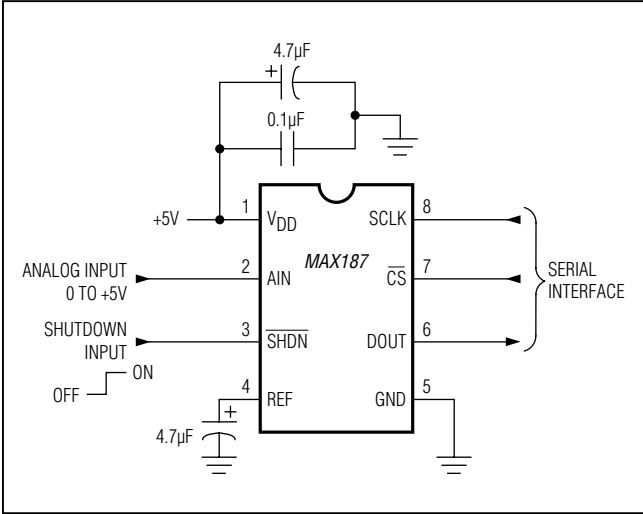 4.7µF
+
0.1µF
+5V
1
VDD
SCLK
8
ANALOG INPUT
0 TO +5V
2
AIN
MAX187
CS
7
SERIAL
INTERFACE
SHUTDOWN
INPUT
3
SHDN
DOUT
6
ON
OFF
4
REF
GND
5
+
4.7µF